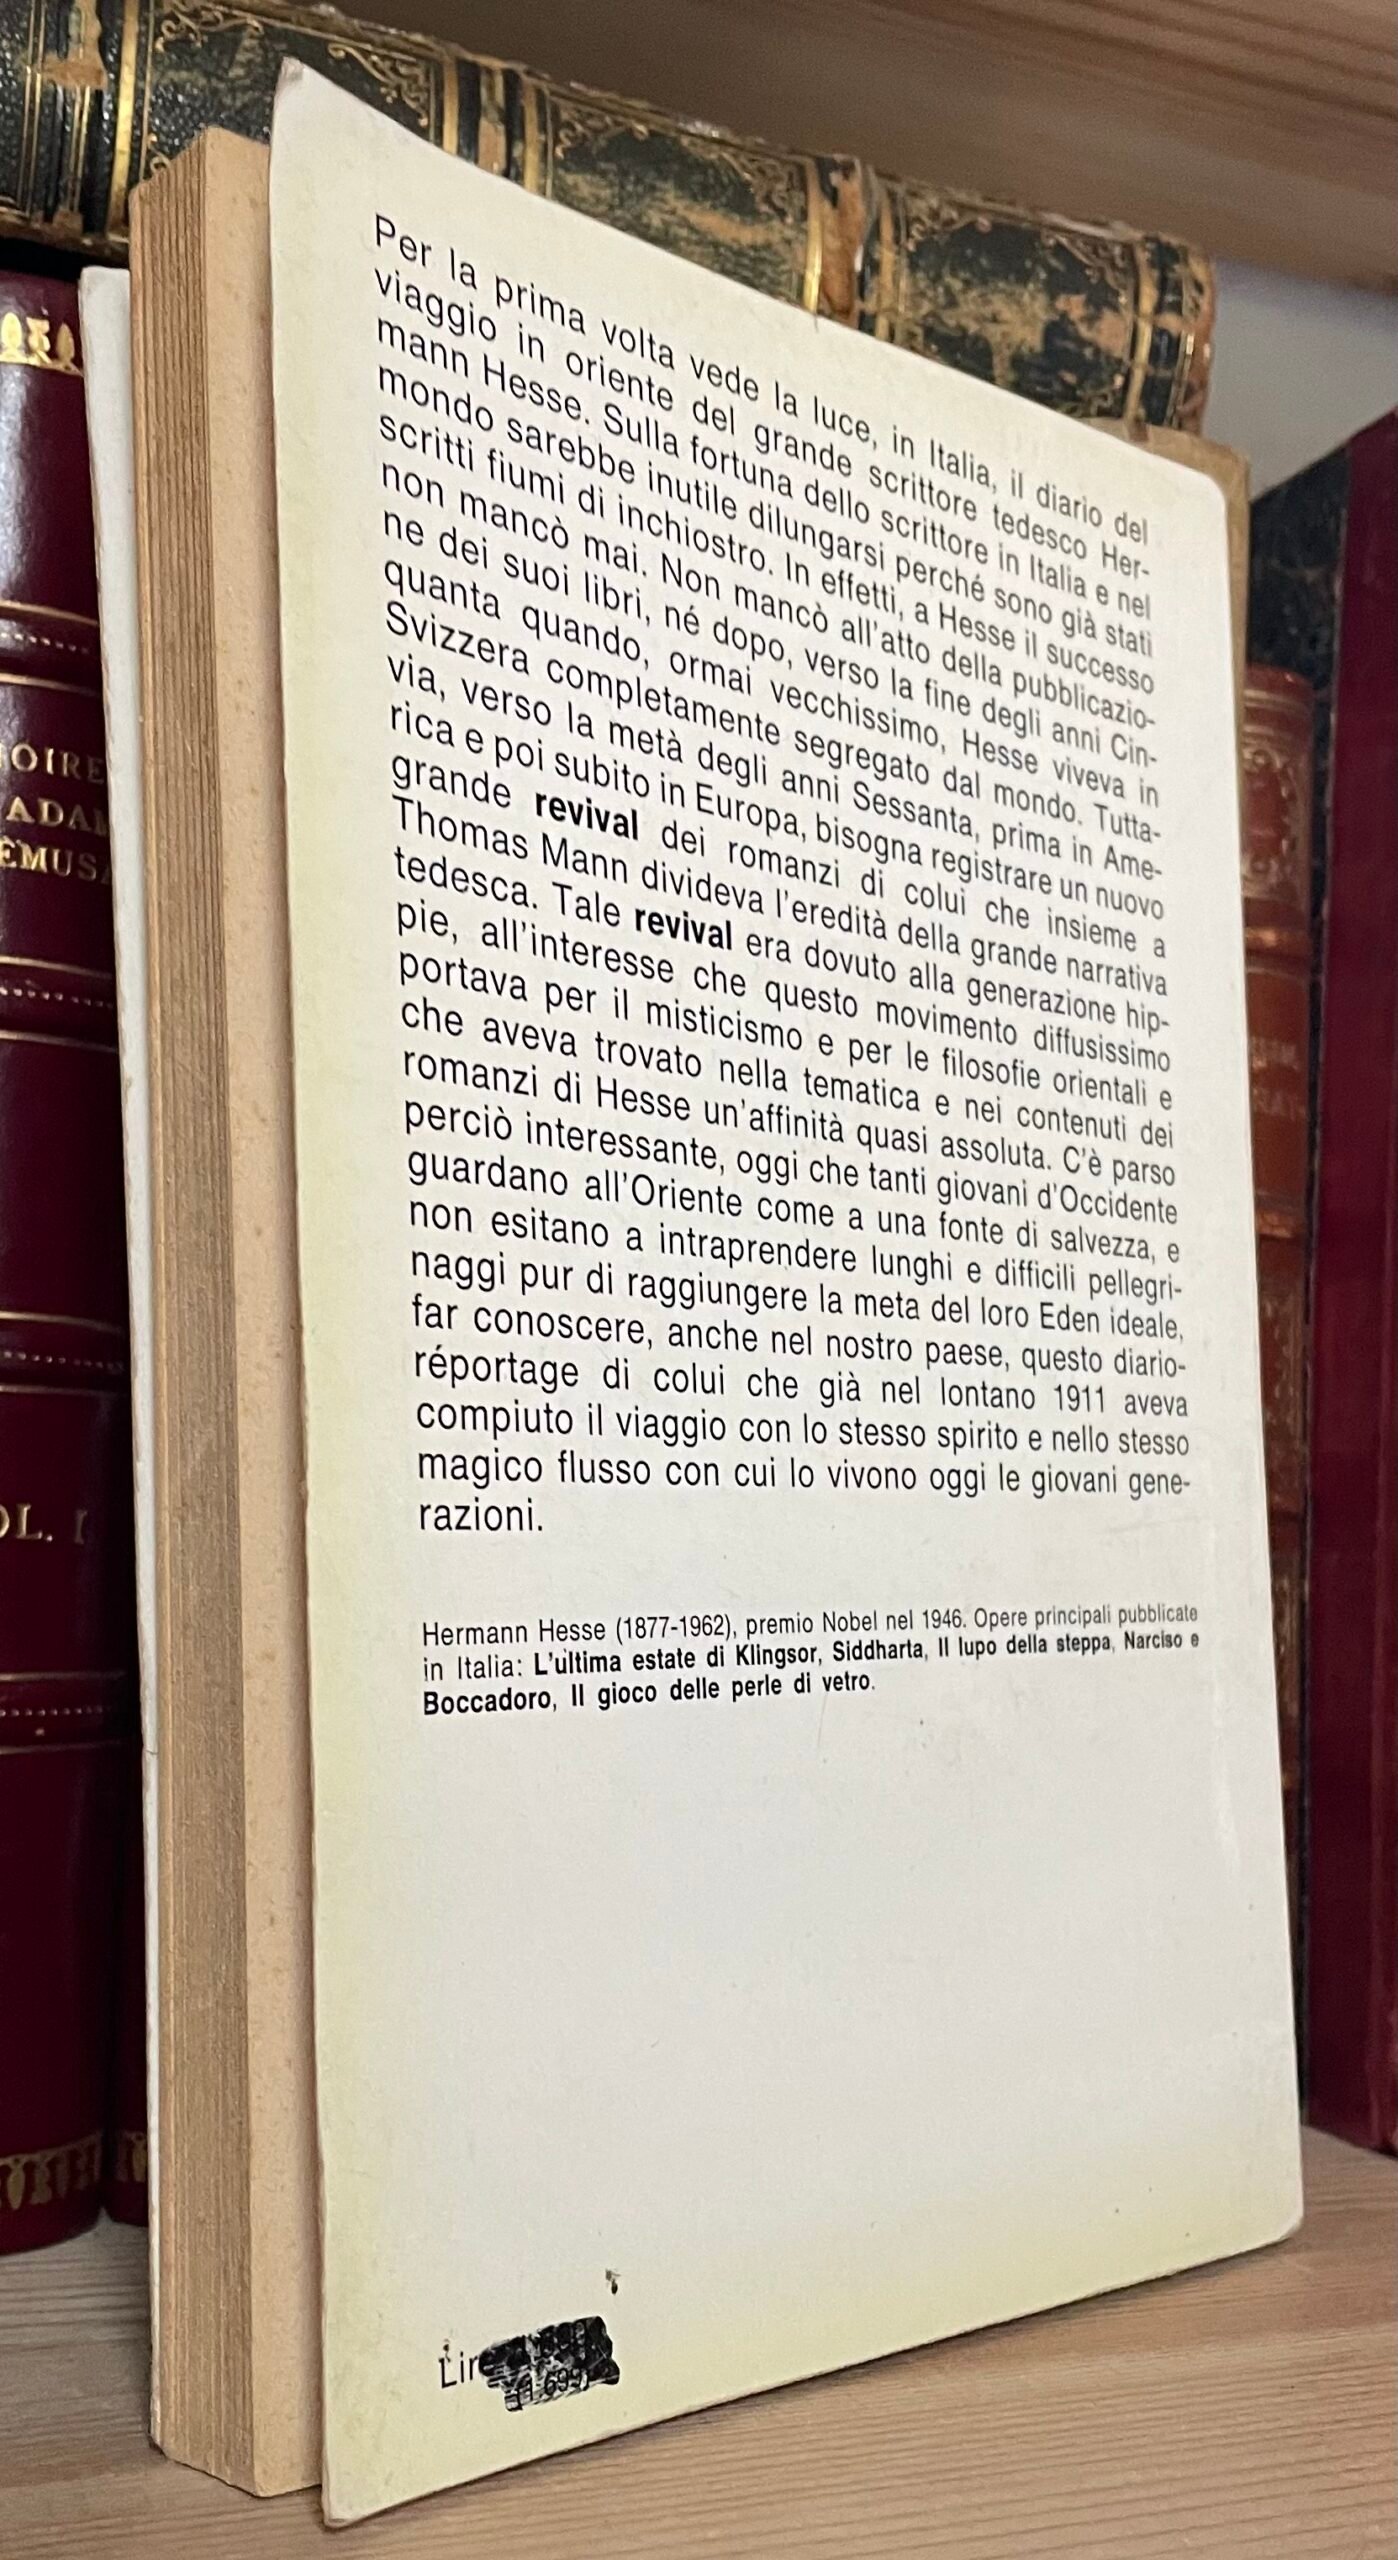 Per la prima volta vede la luce, in Italia, il diario del
viaggio in oriente del grande scrittore tedesco Her-
mann Hesse. Sulla fortuna dello scrittore in Italia e nel
mondo sarebbe inutile dilungarsi perché sono già stati
scritti fiumi di inchiostro. In effetti, a Hesse il successo
non mancò mai. Non mancò all'atto della pubblicazio-
ne dei suoi libri, né dopo, verso la fine degli anni Cin-
quanta quando, ormai vecchissimo, Hesse viveva in
Svizzera completamente segregato dal mondo. Tutta-
via, verso la metà degli anni Sessanta, prima in Ame-
rica e poi subito in Europa, bisogna registrare un nuovo
grande revival dei romanzi di colui che insieme a
Thomas Mann divideva l'eredità della grande narrativa
tedesca. Tale revival era dovuto alla generazione hip-
pie, all'interesse che questo movimento diffusissimo
portava per il misticismo e per le filosofie orientali e
che aveva trovato nella tematica e nei contenuti dei
romanzi di Hesse un'affinità quasi assoluta. C'è parso
perciò interessante, oggi che tanti giovani d'Occidente
guardano all'Oriente come a una fonte di salvezza, e
non esitano a intraprendere lunghi e difficili pellegri-
naggi pur di raggiungere la meta del loro Eden ideale,
far conoscere, anche nel nostro paese, questo diario-
réportage di colui che già nel lontano 1911 aveva
compiuto il viaggio con lo stesso spirito e nello stesso
magico flusso con cui lo vivono oggi le giovani gene-
razioni.
Hermann Hesse (1877-1962), premio Nobel nel 1946. Opere principali pubblicate
in Italia: L'ultima estate di Klingsor, Siddharta, Il lupo della steppa, Narciso e
Boccadoro, Il gioco delle perle di vetro.
VOL. I